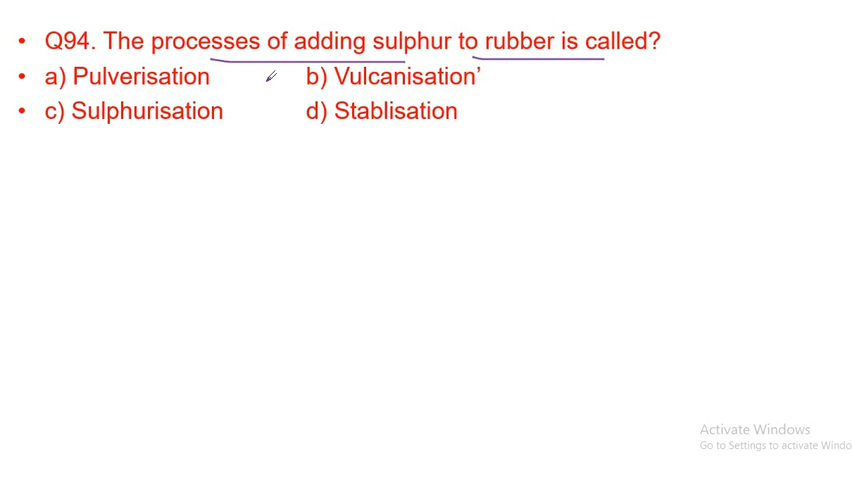 • Q94. The processes of adding sulphur to rubber is called?
• a) Pulverisation b) Vulcanisation’
• c) Sulphurisation d) Stablisation
Activate Windows
Go to Settings to activate Windo